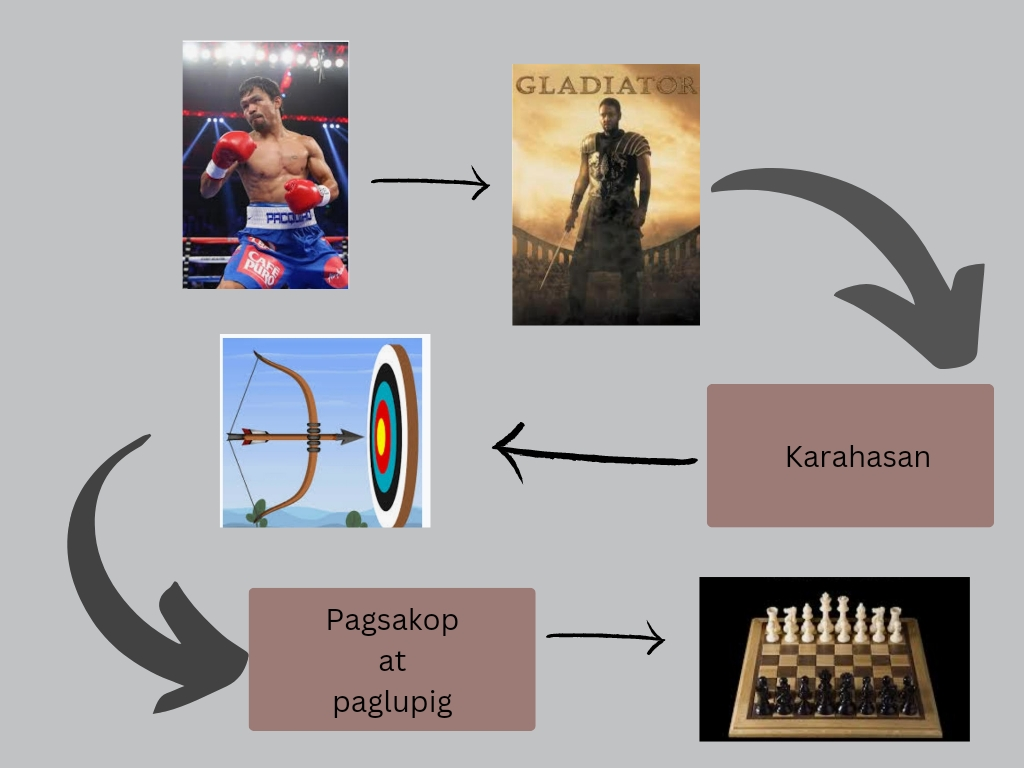 GLADIATOR
PACQUIAO
CAFE
PURO
Karahasan
Pagsakop
at
paglupig